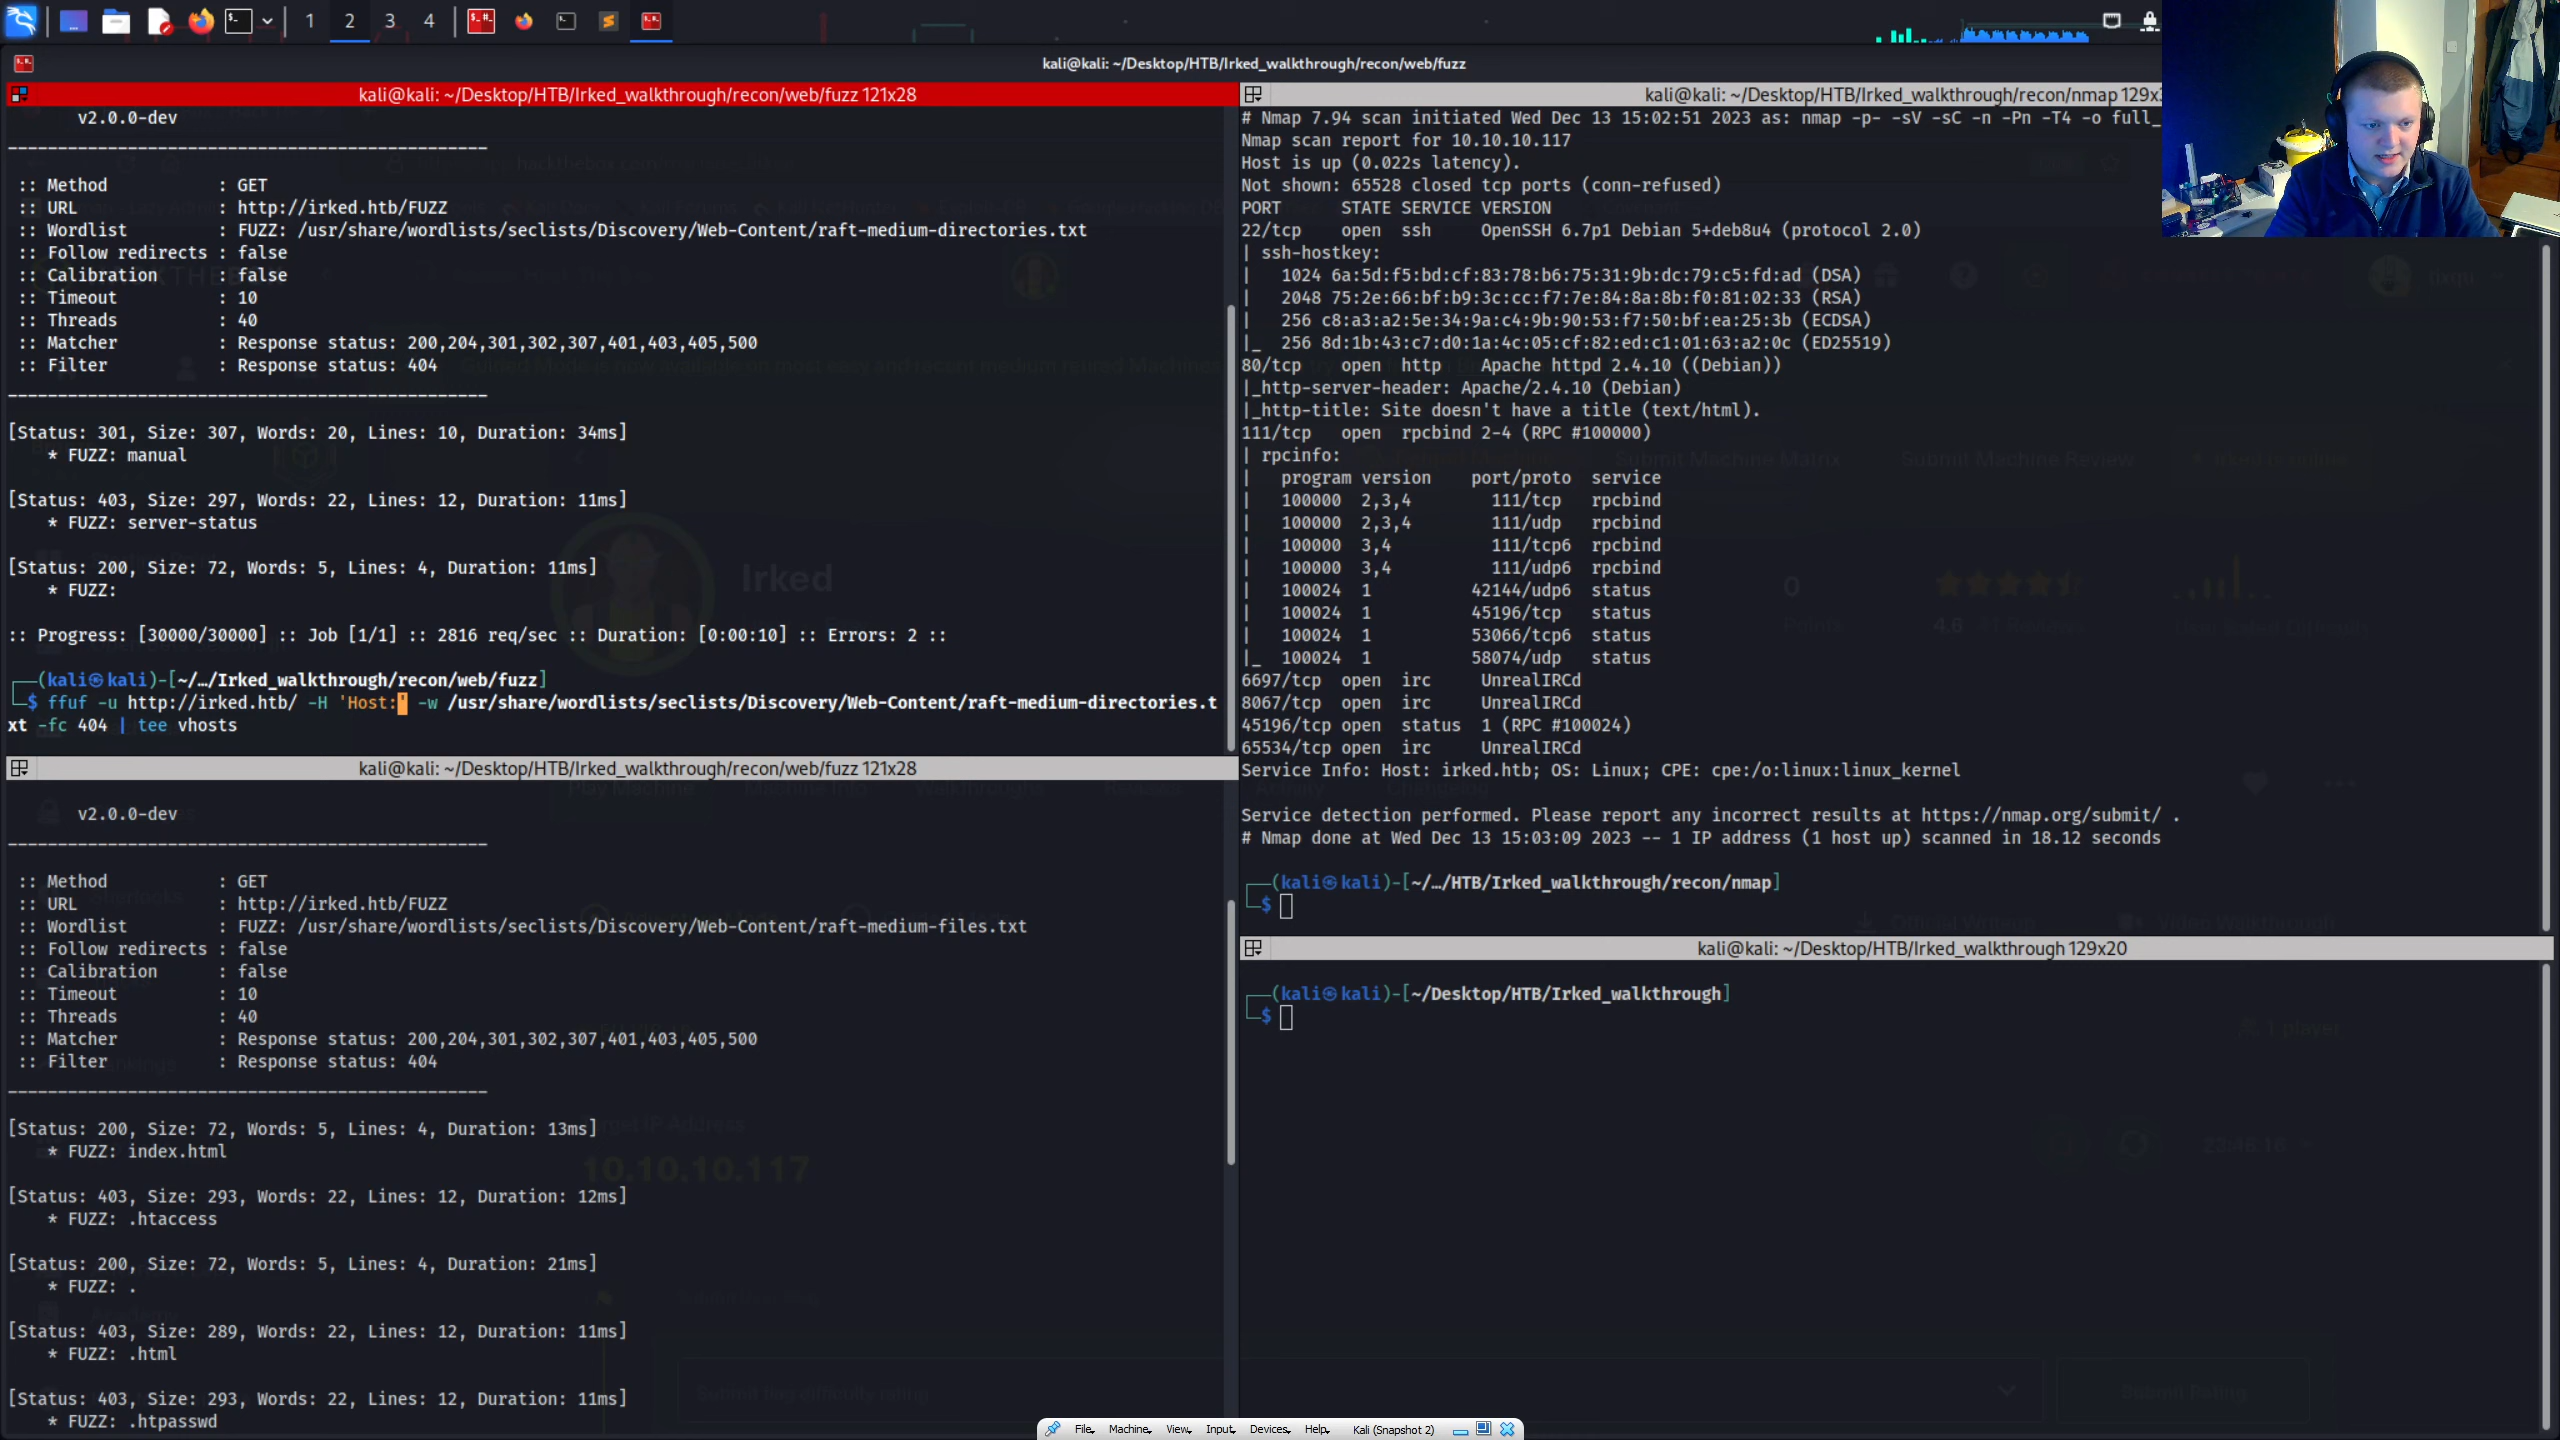 1 2 3 4
kali@kali: ~/Desktop/HTB/Irked_walkthrough/recon/web/fuzz
kali@kali: ~/Desktop/HTB/Irked_walkthrough/recon/web/fuzz 121x28
v2.0.0-dev
________________________________________________
:: Method : GET
:: URL : http://irked.htb/FUZZ
:: Wordlist : FUZZ: /usr/share/wordlists/seclists/Discovery/Web-Content/raft-medium-directories.txt
:: Follow redirects : false
:: Calibration : false
:: Timeout : 10
:: Threads : 40
:: Matcher : Response status: 200,204,301,302,307,401,403,405,500
:: Filter : Response status: 404
________________________________________________
[Status: 301, Size: 307, Words: 20, Lines: 10, Duration: 34ms]
* FUZZ: manual
[Status: 403, Size: 297, Words: 22, Lines: 12, Duration: 11ms]
* FUZZ: server-status
[Status: 200, Size: 72, Words: 5, Lines: 4, Duration: 11ms]
* FUZZ:
:: Progress: [30000/30000] :: Job [1/1] :: 2816 req/sec :: Duration: [0:00:10] :: Errors: 2 ::
┌──(kali㉿kali)-[~/…/Irked_walkthrough/recon/web/fuzz]
└─$ ffuf -u http://irked.htb/ -H 'Host:' -w /usr/share/wordlists/seclists/Discovery/Web-Content/raft-medium-directories.t
xt -fc 404 | tee vhosts
kali@kali: ~/Desktop/HTB/Irked_walkthrough/recon/web/fuzz 121x28
v2.0.0-dev
________________________________________________
:: Method : GET
:: URL : http://irked.htb/FUZZ
:: Wordlist : FUZZ: /usr/share/wordlists/seclists/Discovery/Web-Content/raft-medium-files.txt
:: Follow redirects : false
:: Calibration : false
:: Timeout : 10
:: Threads : 40
:: Matcher : Response status: 200,204,301,302,307,401,403,405,500
:: Filter : Response status: 404
________________________________________________
[Status: 200, Size: 72, Words: 5, Lines: 4, Duration: 13ms]
* FUZZ: index.html
[Status: 403, Size: 293, Words: 22, Lines: 12, Duration: 12ms]
* FUZZ: .htaccess
[Status: 200, Size: 72, Words: 5, Lines: 4, Duration: 21ms]
* FUZZ: .
[Status: 403, Size: 289, Words: 22, Lines: 12, Duration: 11ms]
* FUZZ: .html
[Status: 403, Size: 293, Words: 22, Lines: 12, Duration: 11ms]
* FUZZ: .htpasswd
kali@kali: ~/Desktop/HTB/Irked_walkthrough/recon/nmap 129x
# Nmap 7.94 scan initiated Wed Dec 13 15:02:51 2023 as: nmap -p- -sV -sC -n -Pn -T4 -o full_
Nmap scan report for 10.10.10.117
Host is up (0.022s latency).
Not shown: 65528 closed tcp ports (conn-refused)
PORT STATE SERVICE VERSION
22/tcp open ssh OpenSSH 6.7p1 Debian 5+deb8u4 (protocol 2.0)
| ssh-hostkey:
| 1024 6a:5d:f5:bd:cf:83:78:b6:75:31:9b:dc:79:c5:fd:ad (DSA)
| 2048 75:2e:66:bf:b9:3c:cc:f7:7e:84:8a:8b:f0:81:02:33 (RSA)
| 256 c8:a3:a2:5e:34:9a:c4:9b:90:53:f7:50:bf:ea:25:3b (ECDSA)
|_ 256 8d:1b:43:c7:d0:1a:4c:05:cf:82:ed:c1:01:63:a2:0c (ED25519)
80/tcp open http Apache httpd 2.4.10 ((Debian))
|_http-server-header: Apache/2.4.10 (Debian)
|_http-title: Site doesn't have a title (text/html).
111/tcp open rpcbind 2-4 (RPC #100000)
| rpcinfo:
| program version port/proto service
| 100000 2,3,4 111/tcp rpcbind
| 100000 2,3,4 111/udp rpcbind
| 100000 3,4 111/tcp6 rpcbind
| 100000 3,4 111/udp6 rpcbind
| 100024 1 42144/udp6 status
| 100024 1 45196/tcp status
| 100024 1 53066/tcp6 status
|_ 100024 1 58074/udp status
6697/tcp open irc UnrealIRCd
8067/tcp open irc UnrealIRCd
45196/tcp open status 1 (RPC #100024)
65534/tcp open irc UnrealIRCd
Service Info: Host: irked.htb; OS: Linux; CPE: cpe:/o:linux:linux_kernel
Service detection performed. Please report any incorrect results at https://nmap.org/submit/ .
# Nmap done at Wed Dec 13 15:03:09 2023 -- 1 IP address (1 host up) scanned in 18.12 seconds
┌──(kali㉿kali)-[~/…/HTB/Irked_walkthrough/recon/nmap]
└─$
kali@kali: ~/Desktop/HTB/Irked_walkthrough 129x20
┌──(kali㉿kali)-[~/Desktop/HTB/Irked_walkthrough]
└─$
Irked
10.10.10.117
File Machine View Input Devices Help Kali (Snapshot 2)